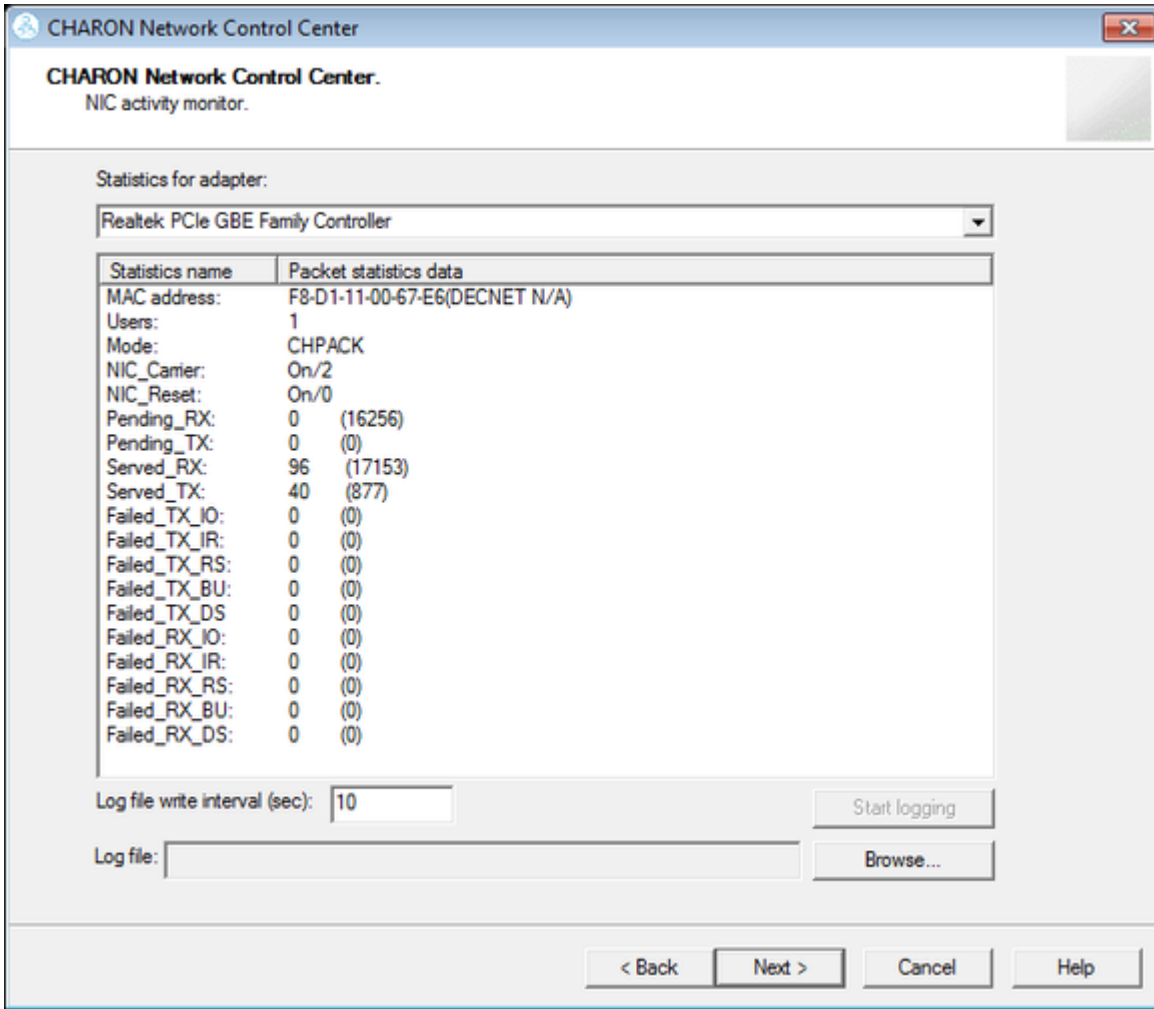 CHARON Network Control Center
CHARON Network Control Center.
NIC activity monitor.
Statistics for adapter:
Realtek PCIe GBE Family Controller
Statistics name Packet statistics data
MAC address: F8-D1-11-00-67-E6(DECNET N/A)
Users: 1
Mode: CHPACK
NIC_Carrier: On/2
NIC_Reset: On/0
Pending_RX: 0 (16256)
Pending_TX: 0 (0)
Served_RX: 96 (17153)
Served_TX: 40 (877)
Failed_TX_IO: 0 (0)
Failed_TX_IR: 0 (0)
Failed_TX_RS: 0 (0)
Failed_TX_BU: 0 (0)
Failed_TX_DS 0 (0)
Failed_RX_IO: 0 (0)
Failed_RX_IR: 0 (0)
Failed_RX_RS: 0 (0)
Failed_RX_BU: 0 (0)
Failed_RX_DS: 0 (0)
Log file write interval (sec): 10 Start logging
Log file: Browse...
< Back Next > Cancel Help